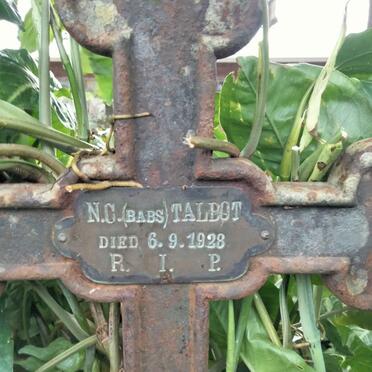 N.C.(BABS) TALBOT
DIED 6.9.1928
R. I. P.